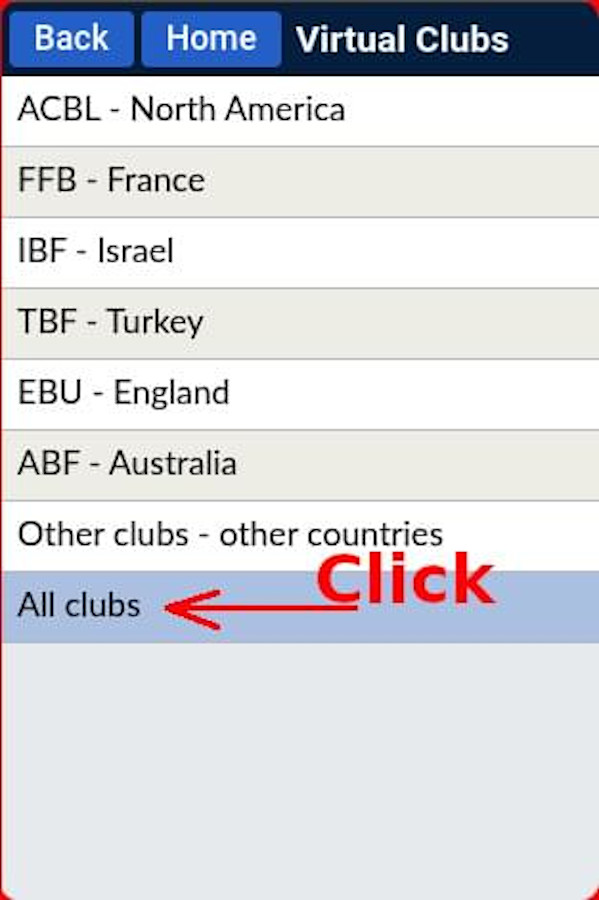 Back Home Virtual Clubs
ACBL - North America
FFB - France
IBF - Israel
TBF - Turkey
EBU - England
ABF - Australia
Other clubs - other countries
Click
All clubs